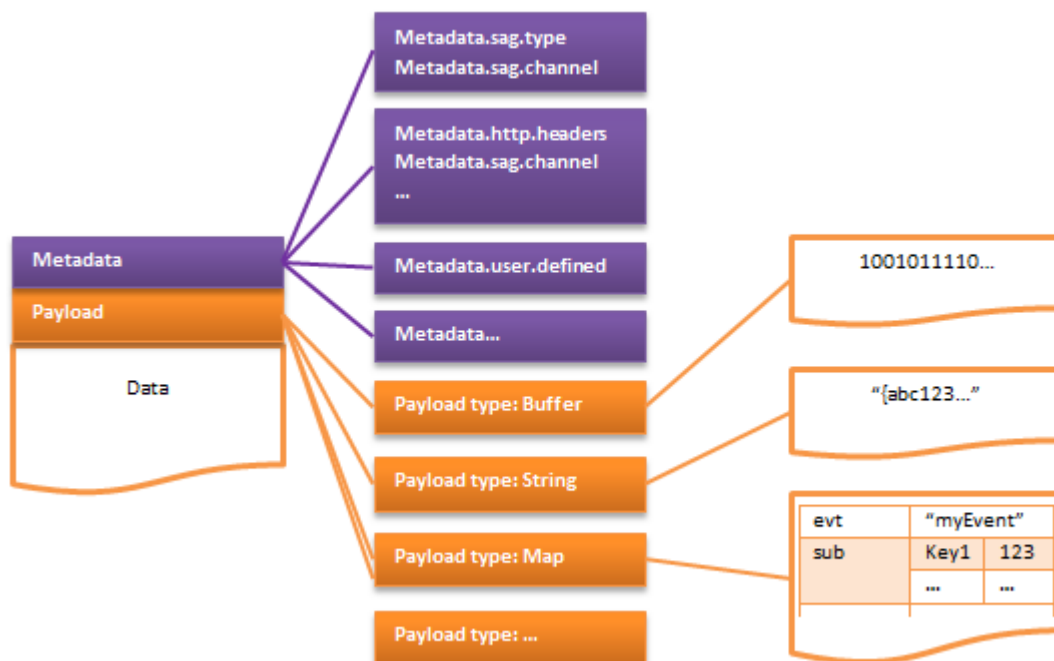 Metadata
Payload
Data
Metadata.sag.type
Metadata.sag.channel
Metadata.http.headers
Metadata.sag.channel
...
Metadata.user.defined
Metadata...
Payload type: Buffer
Payload type: String
Payload type: Map
Payload type: ...
1001011110...
“{abc123...”
evt “myEvent”
sub Key1 123
... ...